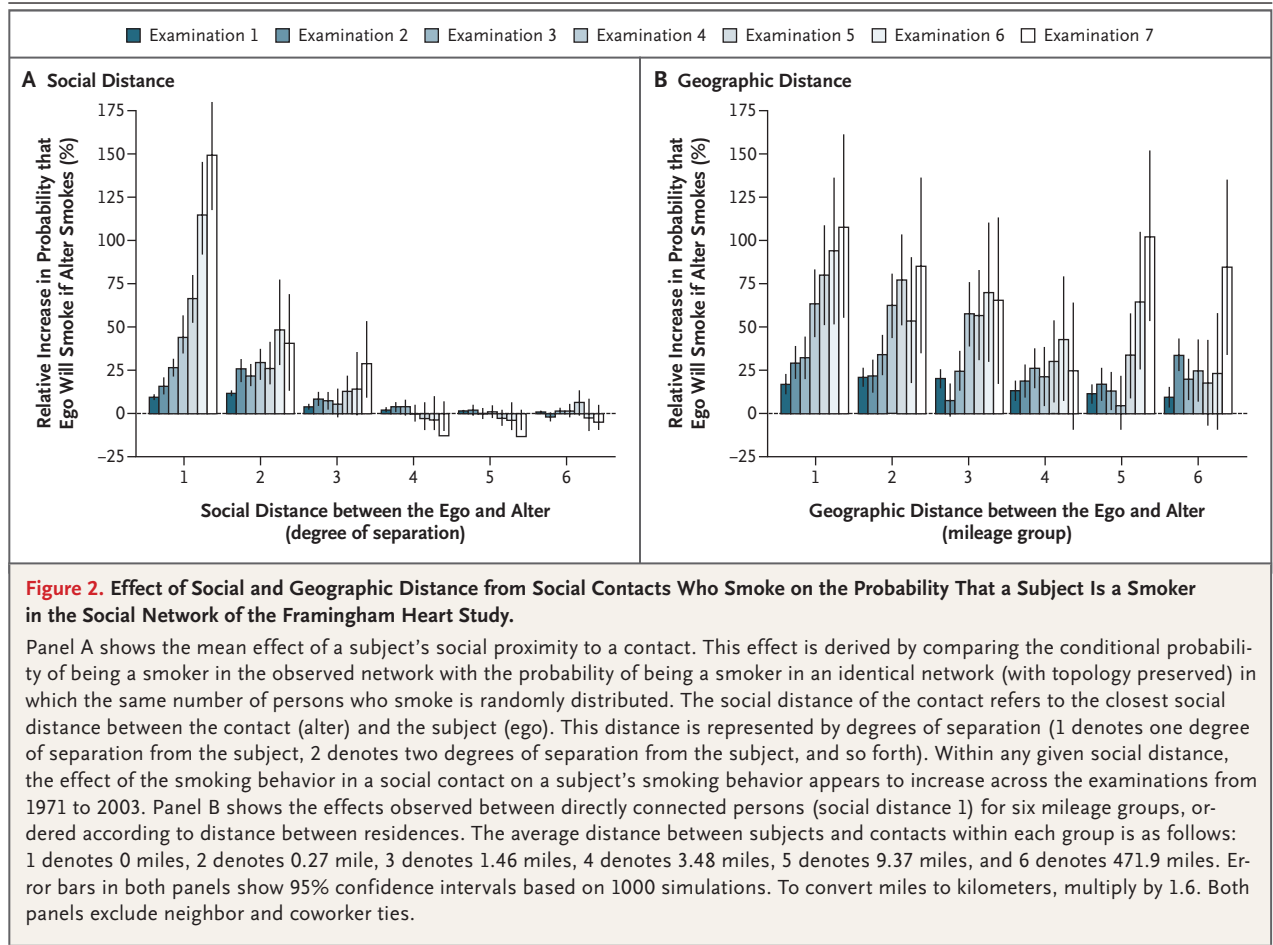 Examination 1 Examination 2 Examination 3 Examination 4 Examination 5 Examination 6 Examination 7
A Social Distance
Relative Increase in Probability that
Ego Will Smoke if Alter Smokes (%)
175
150
125
100
75
50
25
0
−25
1 2 3 4 5 6
Social Distance between the Ego and Alter
(degree of separation)
B Geographic Distance
Relative Increase in Probability that
Ego Will Smoke if Alter Smokes (%)
175
150
125
100
75
50
25
0
−25
1 2 3 4 5 6
Geographic Distance between the Ego and Alter
(mileage group)
Figure 2. Effect of Social and Geographic Distance from Social Contacts Who Smoke on the Probability That a Subject Is a Smoker
in the Social Network of the Framingham Heart Study.
Panel A shows the mean effect of a subject's social proximity to a contact. This effect is derived by comparing the conditional probabili-
ty of being a smoker in the observed network with the probability of being a smoker in an identical network (with topology preserved) in
which the same number of persons who smoke is randomly distributed. The social distance of the contact refers to the closest social
distance between the contact (alter) and the subject (ego). This distance is represented by degrees of separation (1 denotes one degree
of separation from the subject, 2 denotes two degrees of separation from the subject, and so forth). Within any given social distance,
the effect of the smoking behavior in a social contact on a subject's smoking behavior appears to increase across the examinations from
1971 to 2003. Panel B shows the effects observed between directly connected persons (social distance 1) for six mileage groups, or-
dered according to distance between residences. The average distance between subjects and contacts within each group is as follows:
1 denotes 0 miles, 2 denotes 0.27 mile, 3 denotes 1.46 miles, 4 denotes 3.48 miles, 5 denotes 9.37 miles, and 6 denotes 471.9 miles. Er-
ror bars in both panels show 95% confidence intervals based on 1000 simulations. To convert miles to kilometers, multiply by 1.6. Both
panels exclude neighbor and coworker ties.